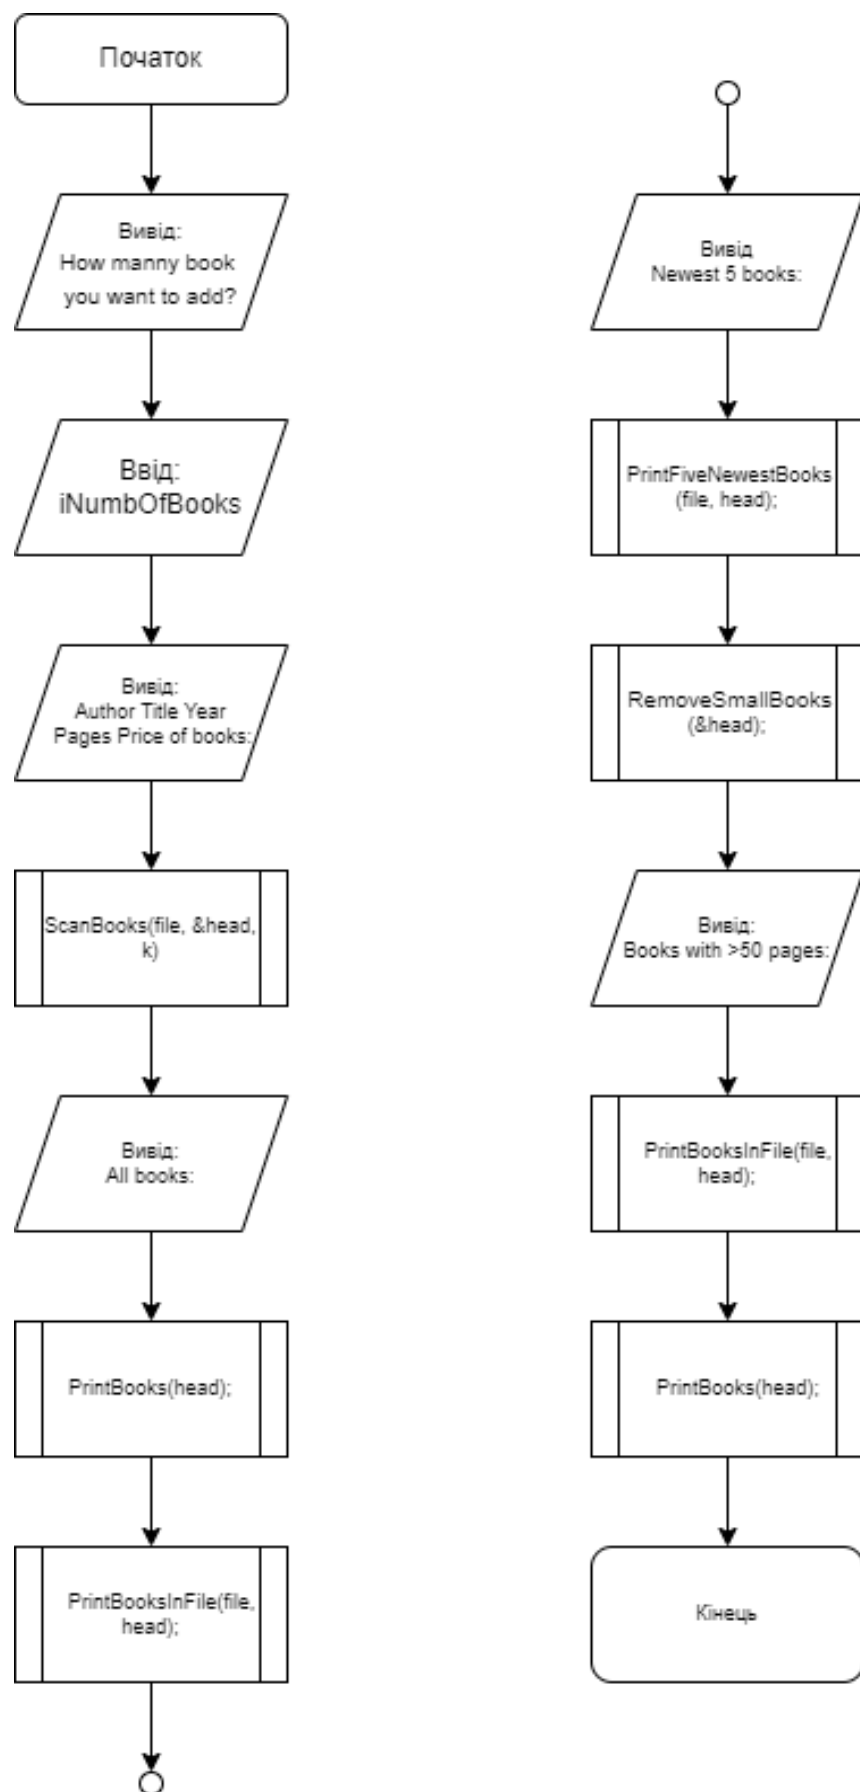 Початок
Вивід:
How manny book
you want to add?
Ввід:
iNumbOfBooks
Вивід:
Author Title Year
Pages Price of books:
ScanBooks(file, &head,
k)
Вивід:
All books:
PrintBooks(head);
PrintBooksInFile(file,
head);
Вивід
Newest 5 books:
PrintFiveNewestBooks
(file, head);
RemoveSmallBooks
(&head);
Вивід:
Books with >50 pages:
PrintBooksInFile(file,
head);
PrintBooks(head);
Кінець